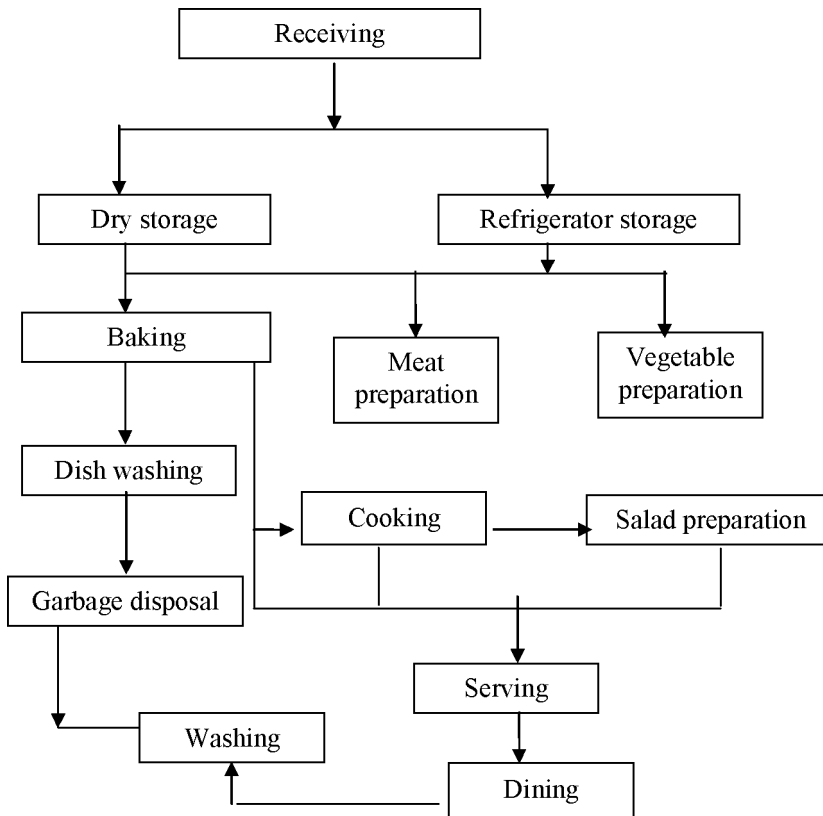 Receiving
Dry storage
Refrigerator storage
Baking
Meat
preparation
Vegetable
preparation
Dish washing
Cooking
Salad preparation
Garbage disposal
Serving
Washing
Dining